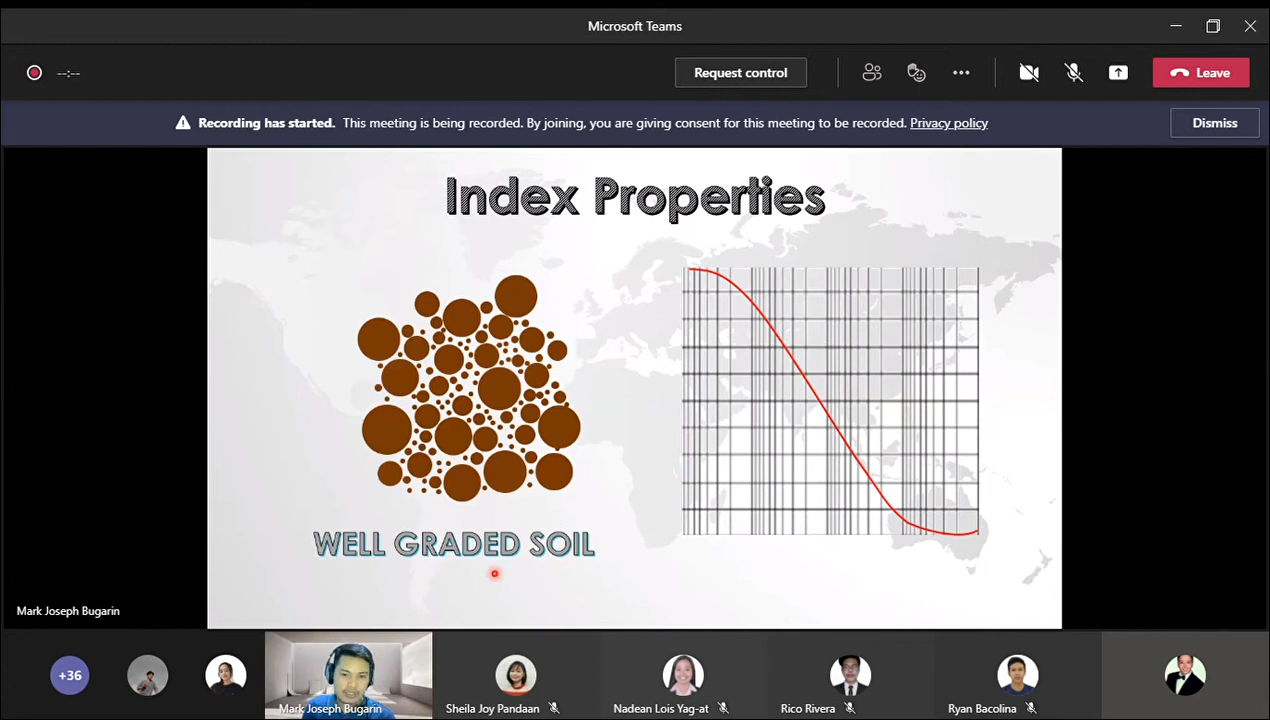 Microsoft Teams
--:--
Request control
Leave
Recording has started. This meeting is being recorded. By joining, you are giving consent for this meeting to be recorded. Privacy policy
Dismiss
Index Properties
WELL GRADED SOIL
Mark Joseph Bugarin
+36
Mark Joseph Bugarin
Sheila Joy Pandaan
Nadean Lois Yag-at
Rico Rivera
Ryan Bacolina